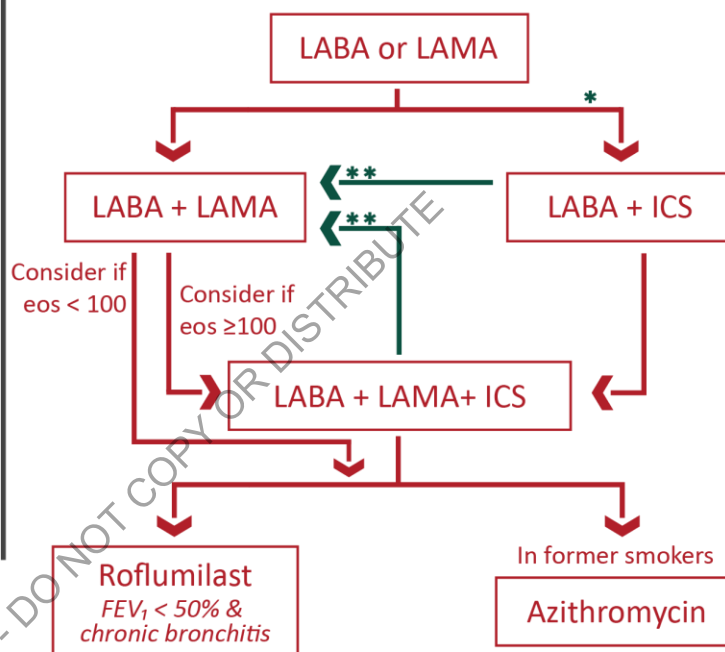 LABA or LAMA
*
**
LABA + LAMA
LABA + ICS
**
Consider if
eos < 100
Consider if
eos ≥100
LABA + LAMA+ ICS
- DO NOT COPY OR DISTRIBUTE
Roflumilast
FEV₁ < 50% &
chronic bronchitis
In former smokers
Azithromycin